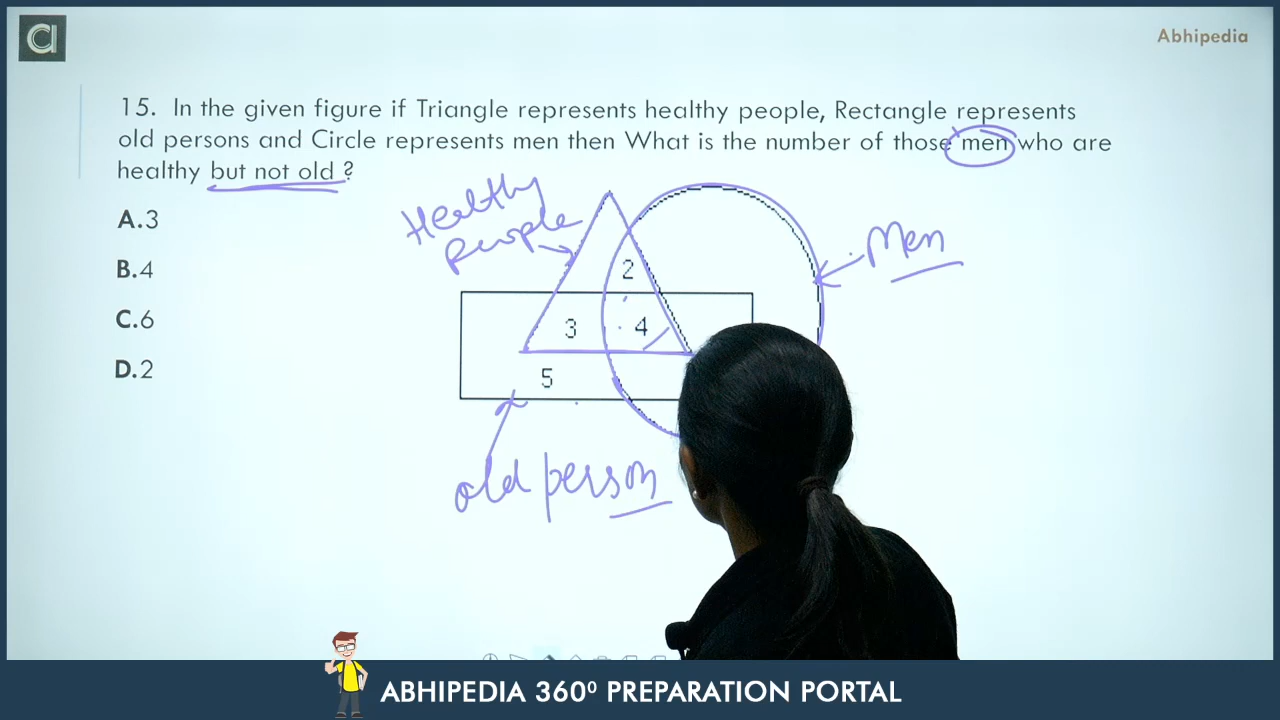 Abhipedia
15. In the given figure if Triangle represents healthy people, Rectangle represents
old persons and Circle represents men then What is the number of those men who are
healthy but not old ?
A.3
B.4
C.6
D.2
Healthy
people
Men
2
3
4
5
old person
ABHIPEDIA 360⁰ PREPARATION PORTAL